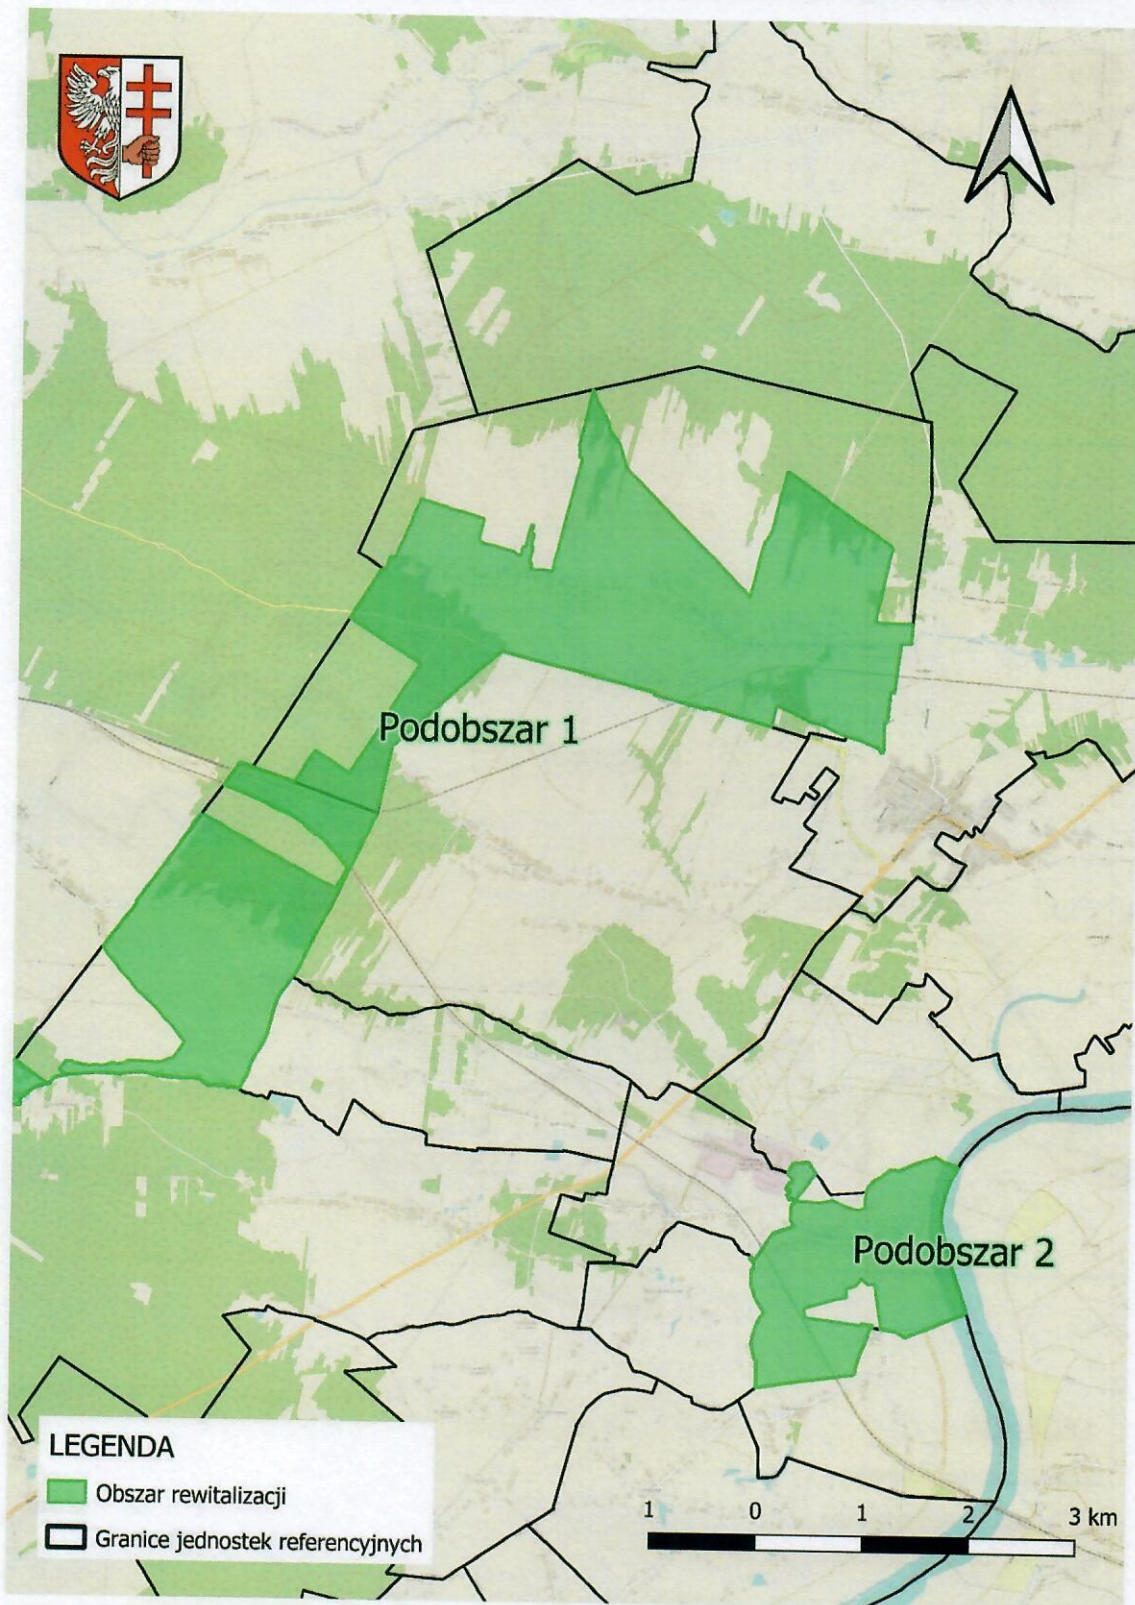 Podobszar 1
Podobszar 2
LEGENDA
Obszar rewitalizacji
Granice jednostek referencyjnych
1 0 1 2 3 km